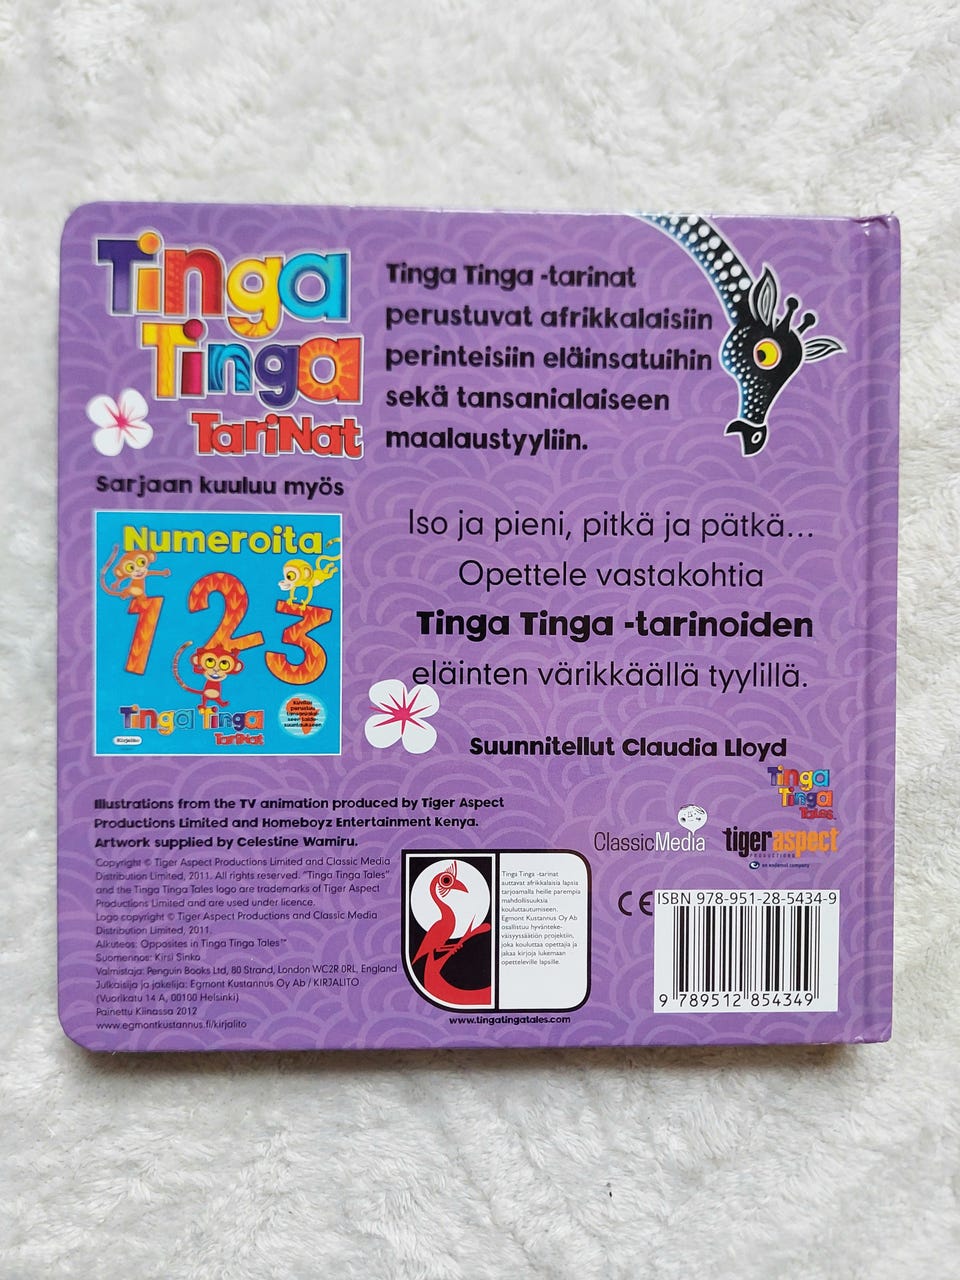 Tinga
Tinga
TariNat
Tinga Tinga -tarinat
perustuvat afrikkalaisiin
perinteisiin eläinsatuihin
sekä tansanialaiseen
maalaustyyliin.
Sarjaan kuuluu myös
Numeroita
1 2 3
Tinga Tinga
TariNat
Kirjalito
Iso ja pieni, pitkä ja pätkä...
Opettele vastakohtia
Tinga Tinga -tarinoiden
eläinten värikkäällä tyylillä.
Suunnitellut Claudia Lloyd
Tinga
Tinga
Tales
ClassicMedia
tiger aspect
PRODUCTIONS
an endemol company
Illustrations from the TV animation produced by Tiger Aspect
Productions Limited and Homeboyz Entertainment Kenya.
Artwork supplied by Celestine Wamiru.
Copyright © Tiger Aspect Productions Limited and Classic Media
Distribution Limited, 2011. All rights reserved. "Tinga Tinga Tales"
and the Tinga Tinga Tales logo are trademarks of Tiger Aspect
Productions Limited and are used under licence.
Logo copyright © Tiger Aspect Productions and Classic Media
Distribution Limited, 2011.
Alkuteos: Opposites in Tinga Tinga Tales™
Suomennos: Kirsi Sinko
Valmistaja: Penguin Books Ltd, 80 Strand, London WC2R 0RL, England
Julkaisija ja jakelija: Egmont Kustannus Oy Ab / KIRJALITO
(Vuorikatu 14 A, 00100 Helsinki)
Painettu Kiinassa 2012
www.egmontkustannus.fi/kirjalito
Tinga Tinga -tarinat
auttavat afrikkalaisia lapsia
tarjoamalla heille parempia
mahdollisuuksia
kouluttautumiseen.
Egmont Kustannus Oy Ab
osallistuu hyvänteke-
väisyyssäätiön projektiin,
joka kouluttaa opettajia ja
jakaa kirjoja lukemaan
opetteleville lapsille.
www.tingatingatales.com
CE
ISBN 978-951-28-5434-9
9 789512 854349